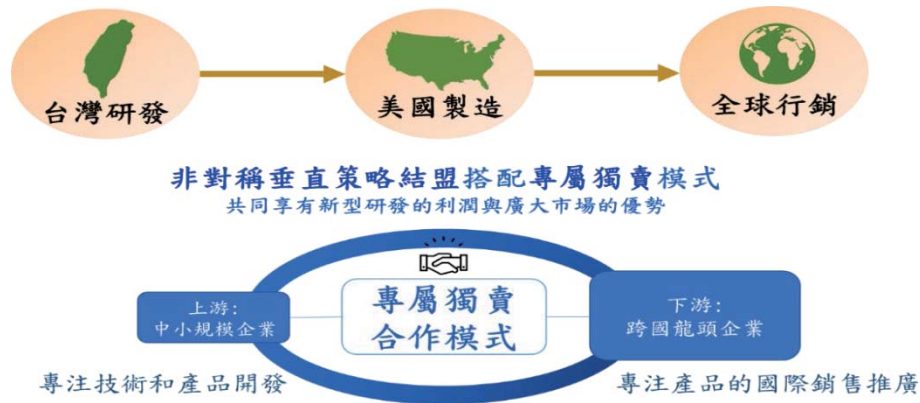 台灣研發
美國製造
全球行銷
非對稱垂直策略結盟搭配專屬獨賣模式
共同享有新型研發的利潤與廣大市場的優勢
專屬獨賣
合作模式
上游:
中小規模企業
下游:
跨國龍頭企業
專注技術和產品開發
專注產品的國際銷售推廣